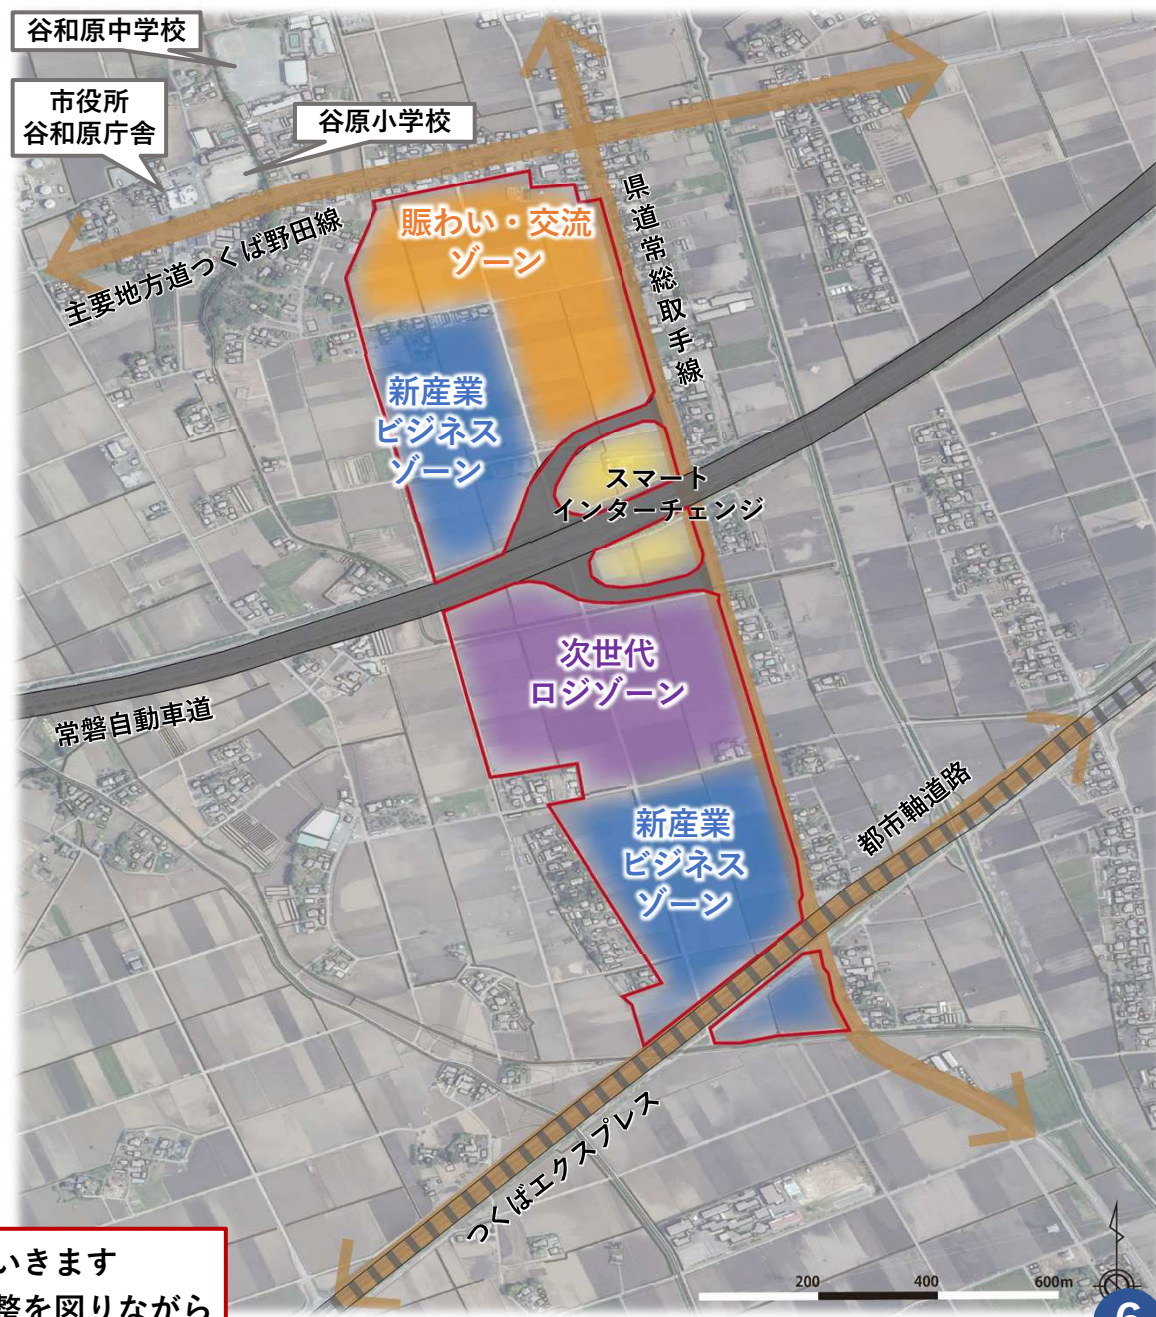 谷和原中学校
市役所
谷和原庁舎
谷原小学校
主要地方道つくば野田線
県道常総取手線
賑わい・交流
ゾーン
新産業
ビジネス
ゾーン
スマート
インターチェンジ
次世代
ロジゾーン
常磐自動車道
新産業
ビジネス
ゾーン
都市軸道路
つくばエクスプレス
いきます
整を図りながら
200
400
600m
6